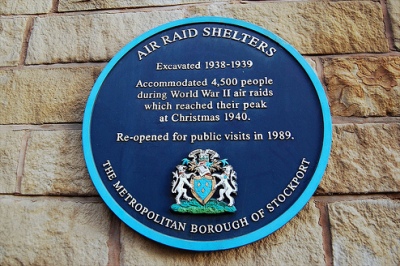 AIR RAID SHELTERS
Excavated 1938-1939
Accommodated 4,500 people
during World War II air raids
which reached their peak
at Christmas 1940.
Re-opened for public visits in 1989.
THE METROPOLITAN BOROUGH OF STOCKPORT